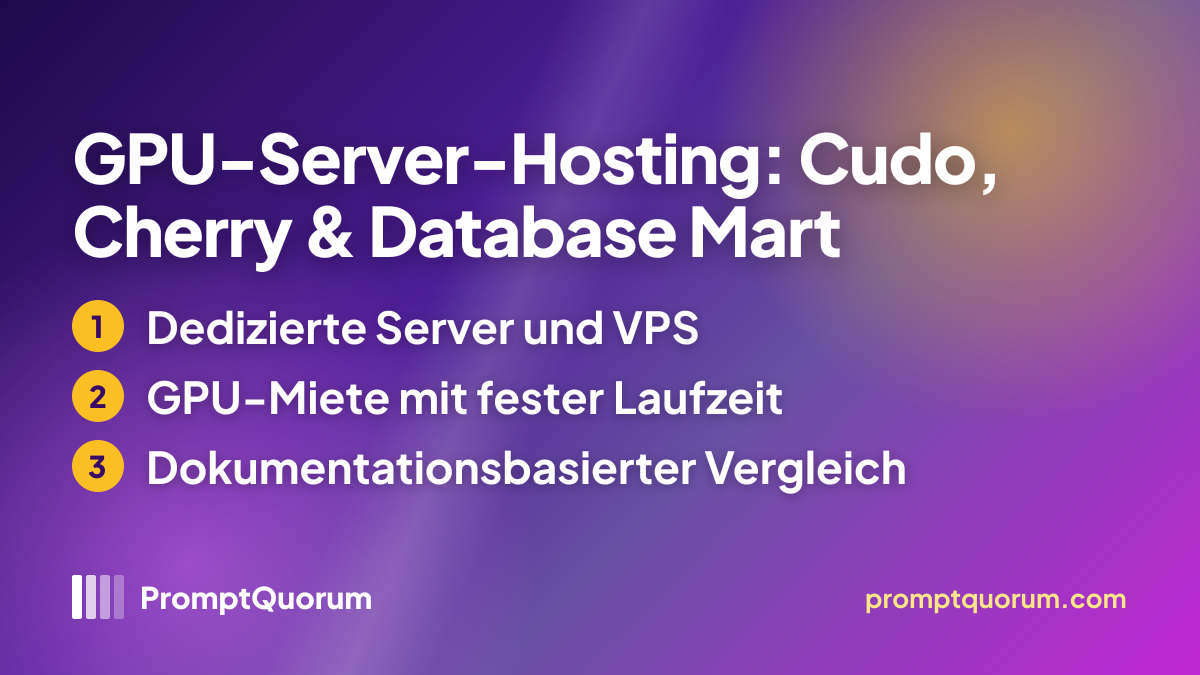 GPU-Server-Hosting: Cudo,
Cherry & Database Mart
1 Dedizierte Server und VPS
2 GPU-Miete mit fester Laufzeit
3 Dokumentationsbasierter Vergleich
PromptQuorum
promptquorum.com